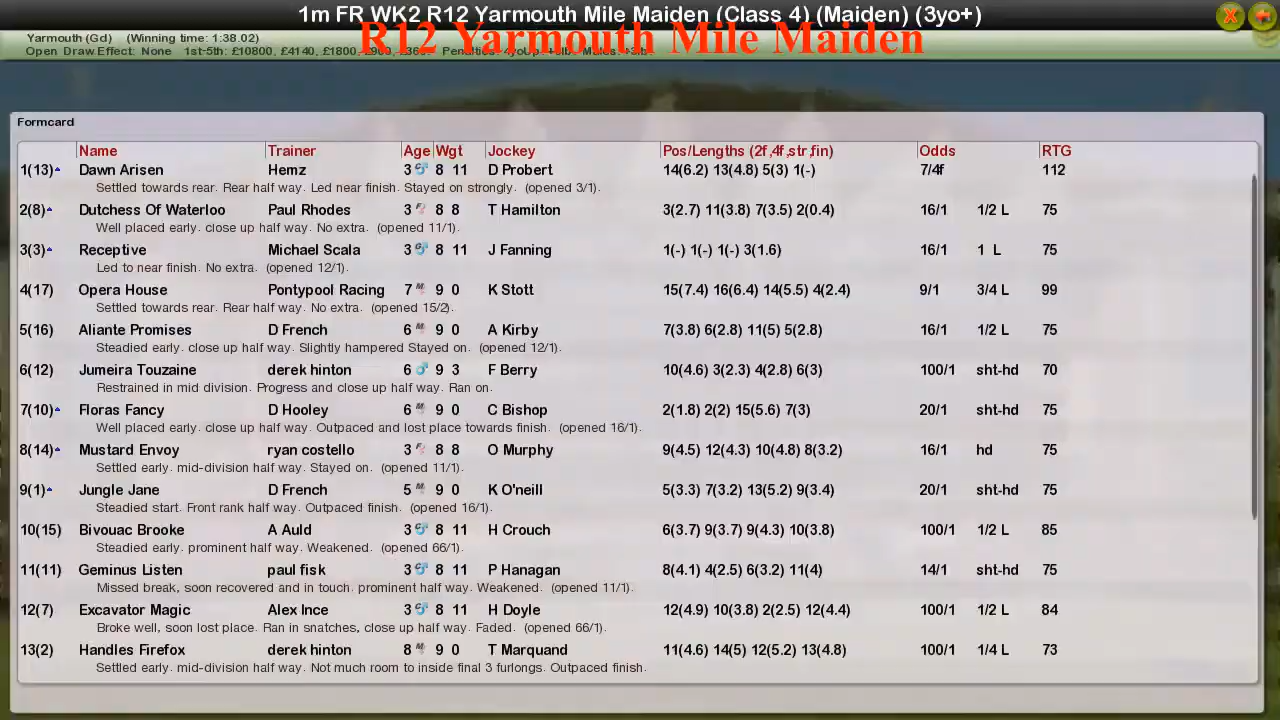 1m FR WK2 R12 Yarmouth Mile Maiden (Class 4) (Maiden) (3yo+)
R12 Yarmouth Mile Maiden
Yarmouth (Gd) (Winning time: 1:38.02)
Open Draw Effect: None 1st-5th: £10800, £4140, £1800,
Formcard
Name Trainer Age Wgt Jockey Pos/Lengths (2f,4f,str,fin) Odds RTG
1(13) Dawn Arisen Hemz 3 8 11 D Probert 14(6.2) 13(4.8) 5(3) 1(-) 7/4f 112
Settled towards rear. Rear half way. Led near finish. Stayed on strongly. (opened 3/1).
2(8) Dutchess Of Waterloo Paul Rhodes 3 8 8 T Hamilton 3(2.7) 11(3.8) 7(3.5) 2(0.4) 16/1 1/2 L 75
Well placed early. close up half way. No extra. (opened 11/1).
3(3) Receptive Michael Scala 3 8 11 J Fanning 1(-) 1(-) 1(-) 3(1.6) 16/1 1 L 75
Led to near finish. No extra. (opened 12/1).
4(17) Opera House Pontypool Racing 7 9 0 K Stott 15(7.4) 16(6.4) 14(5.5) 4(2.4) 9/1 3/4 L 99
Settled towards rear. Rear half way. No extra. (opened 15/2).
5(16) Aliante Promises D French 6 9 0 A Kirby 7(3.8) 6(2.8) 11(5) 5(2.8) 16/1 1/2 L 75
Steadied early. close up half way. Slightly hampered Stayed on. (opened 12/1).
6(12) Jumeira Touzaine derek hinton 6 9 3 F Berry 10(4.6) 3(2.3) 4(2.8) 6(3) 100/1 sht-hd 70
Restrained in mid division. Progress and close up half way. Ran on.
7(10) Floras Fancy D Hooley 6 9 0 C Bishop 2(1.8) 2(2) 15(5.6) 7(3) 20/1 sht-hd 75
Well placed early. close up half way. Outpaced and lost place towards finish. (opened 16/1).
8(14) Mustard Envoy ryan costello 3 8 8 O Murphy 9(4.5) 12(4.3) 10(4.8) 8(3.2) 16/1 hd 75
Settled early. mid-division half way. Stayed on. (opened 11/1).
9(1) Jungle Jane D French 5 9 0 K O'neill 5(3.3) 7(3.2) 13(5.2) 9(3.4) 20/1 sht-hd 75
Steadied start. Front rank half way. Outpaced finish. (opened 16/1).
10(15) Bivouac Brooke A Auld 3 8 11 H Crouch 6(3.7) 9(3.7) 9(4.3) 10(3.8) 100/1 1/2 L 85
Steadied early. prominent half way. Weakened. (opened 66/1).
11(11) Geminus Listen paul fisk 3 8 11 P Hanagan 8(4.1) 4(2.5) 6(3.2) 11(4) 14/1 sht-hd 75
Missed break, soon recovered and in touch. prominent half way. Weakened. (opened 11/1).
12(7) Excavator Magic Alex Ince 3 8 11 H Doyle 12(4.9) 10(3.8) 2(2.5) 12(4.4) 100/1 1/2 L 84
Broke well, soon lost place. Ran in snatches, close up half way. Faded. (opened 66/1).
13(2) Handles Firefox derek hinton 8 9 0 T Marquand 11(4.6) 14(5) 12(5.2) 13(4.8) 100/1 1/4 L 73
Settled early. mid-division half way. Not much room to inside final 3 furlongs. Outpaced finish.